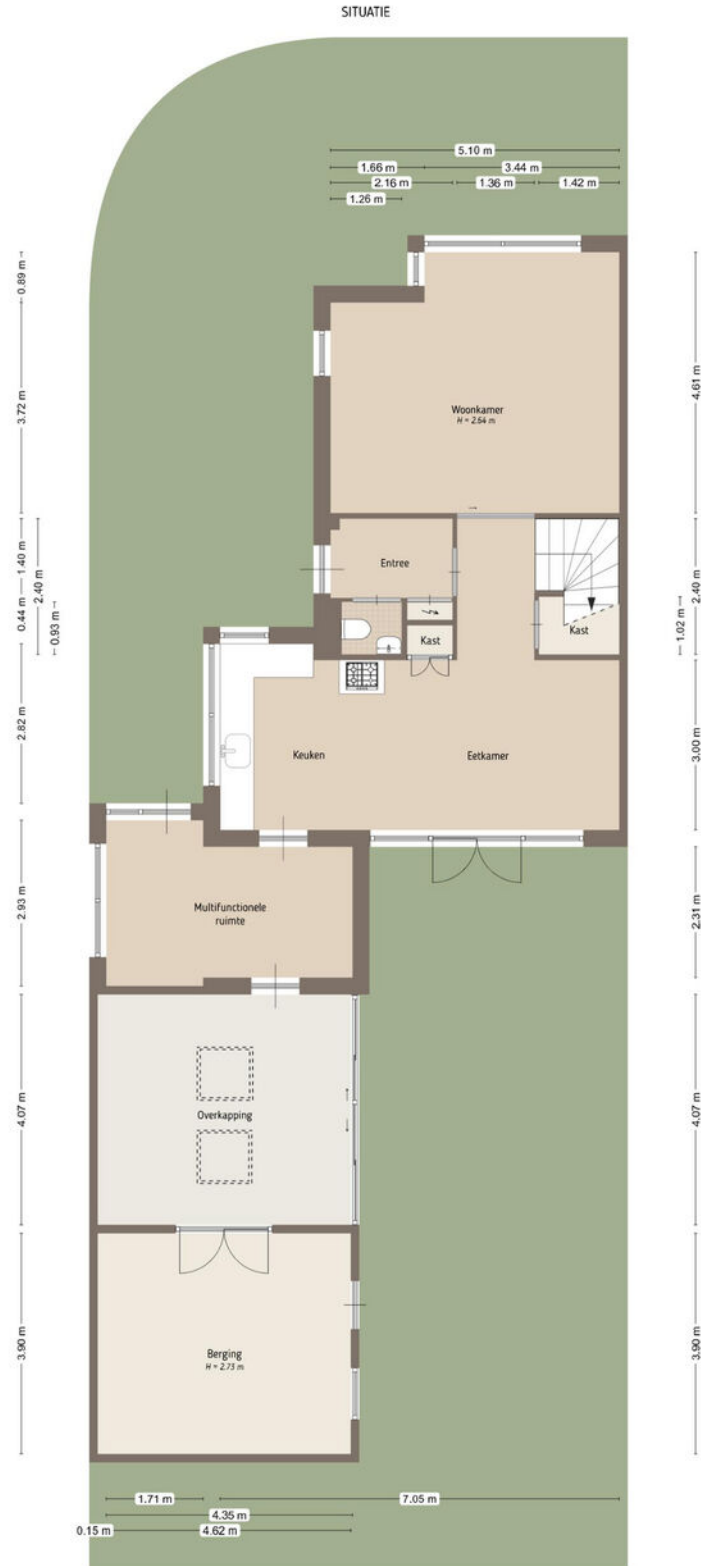 SITUATIE
5.10 m
1.66 m
3.44 m
2.16 m
1.36 m
1.42 m
1.26 m
0.89 m
3.72 m
4.61 m
Woonkamer
H = 2.64 m
1.40 m
2.40 m
0.44 m
0.93 m
Entree
Kast
Kast
2.40 m
1.02 m
2.82 m
Keuken
Eetkamer
3.00 m
2.93 m
Multifunctionele
ruimte
2.31 m
4.07 m
Overkapping
4.07 m
3.90 m
Berging
H = 2.73 m
3.90 m
1.71 m
7.05 m
4.35 m
0.15 m
4.62 m